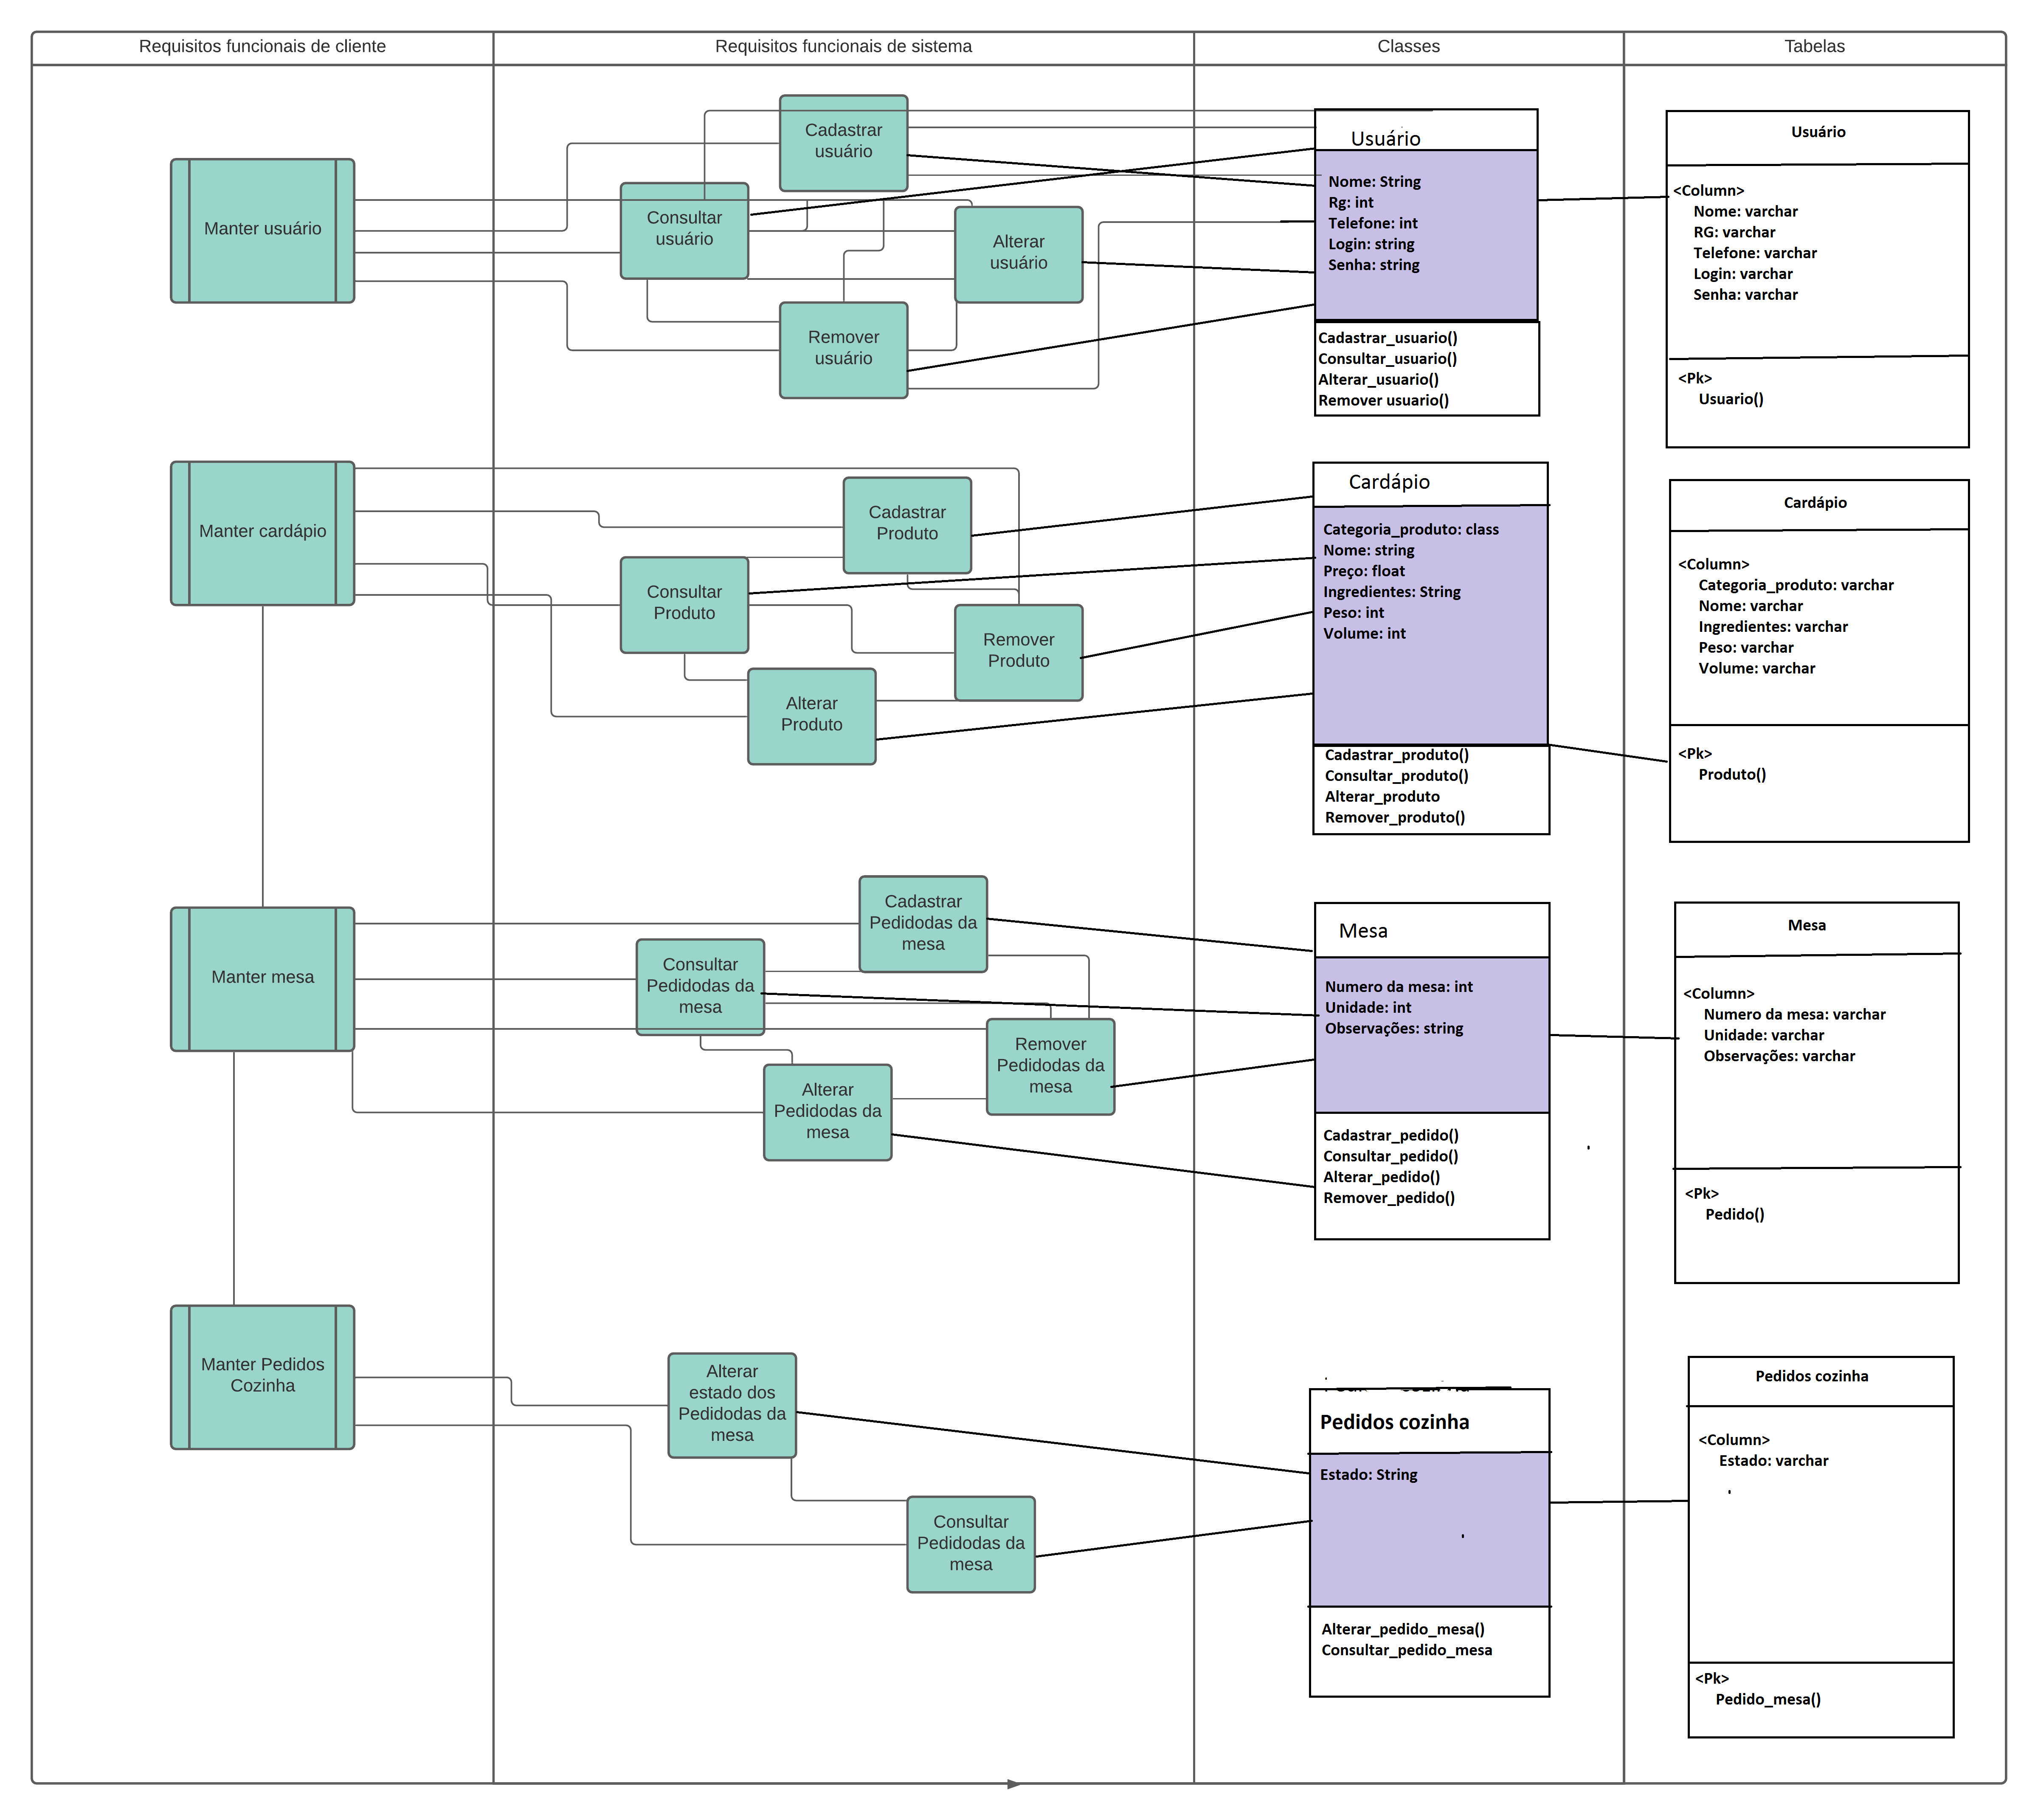 Requisitos funcionais de cliente
Requisitos funcionais de sistema
Classes
Tabelas
Manter usuário
Cadastrar
usuário
Consultar
usuário
Alterar
usuário
Remover
usuário
Usuário
Nome: String
Rg: int
Telefone: int
Login: string
Senha: string
Cadastrar_usuario()
Consultar_usuario()
Alterar_usuario()
Remover usuario()
Usuário
<Column>
Nome: varchar
RG: varchar
Telefone: varchar
Login: varchar
Senha: varchar
<Pk>
Usuario()
Manter cardápio
Cadastrar
Produto
Consultar
Produto
Remover
Produto
Alterar
Produto
Cardápio
Categoria_produto: class
Nome: string
Preço: float
Ingredientes: String
Peso: int
Volume: int
Cadastrar_produto()
Consultar_produto()
Alterar_produto
Remover_produto()
Cardápio
<Column>
Categoria_produto: varchar
Nome: varchar
Ingredientes: varchar
Peso: varchar
Volume: varchar
<Pk>
Produto()
Manter mesa
Cadastrar
Pedidodas da
mesa
Consultar
Pedidodas da
mesa
Remover
Pedidodas da
mesa
Alterar
Pedidodas da
mesa
Mesa
Numero da mesa: int
Unidade: int
Observações: string
Cadastrar_pedido()
Consultar_pedido()
Alterar_pedido()
Remover_pedido()
Mesa
<Column>
Numero da mesa: varchar
Unidade: varchar
Observações: varchar
<Pk>
Pedido()
Manter Pedidos
Cozinha
Alterar
estado dos
Pedidodas da
mesa
Consultar
Pedidodas da
mesa
Pedidos cozinha
Estado: String
Alterar_pedido_mesa()
Consultar_pedido_mesa
Pedidos cozinha
<Column>
Estado: varchar
<Pk>
Pedido_mesa()